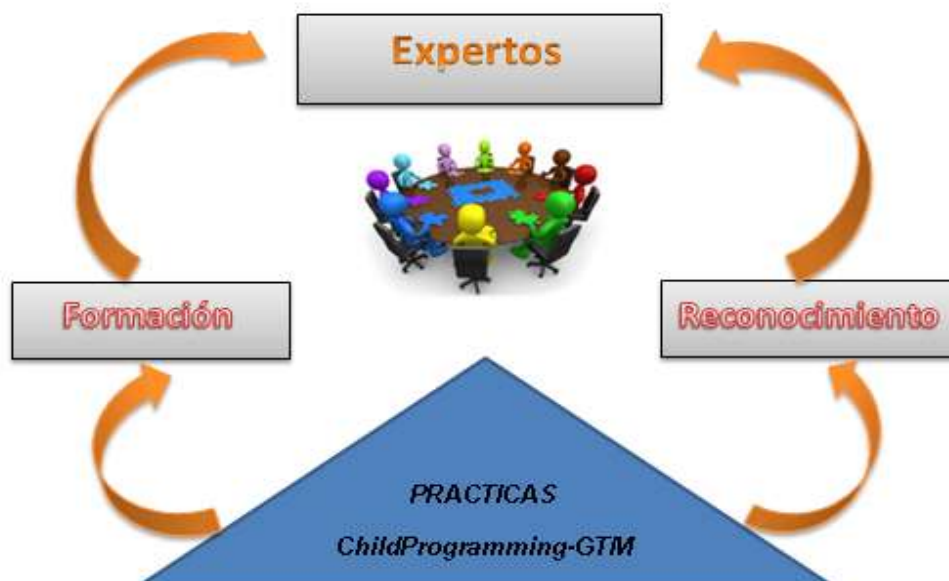 Expertos
Formación
Reconocimiento
PRACTICAS
ChildProgramming-GTM